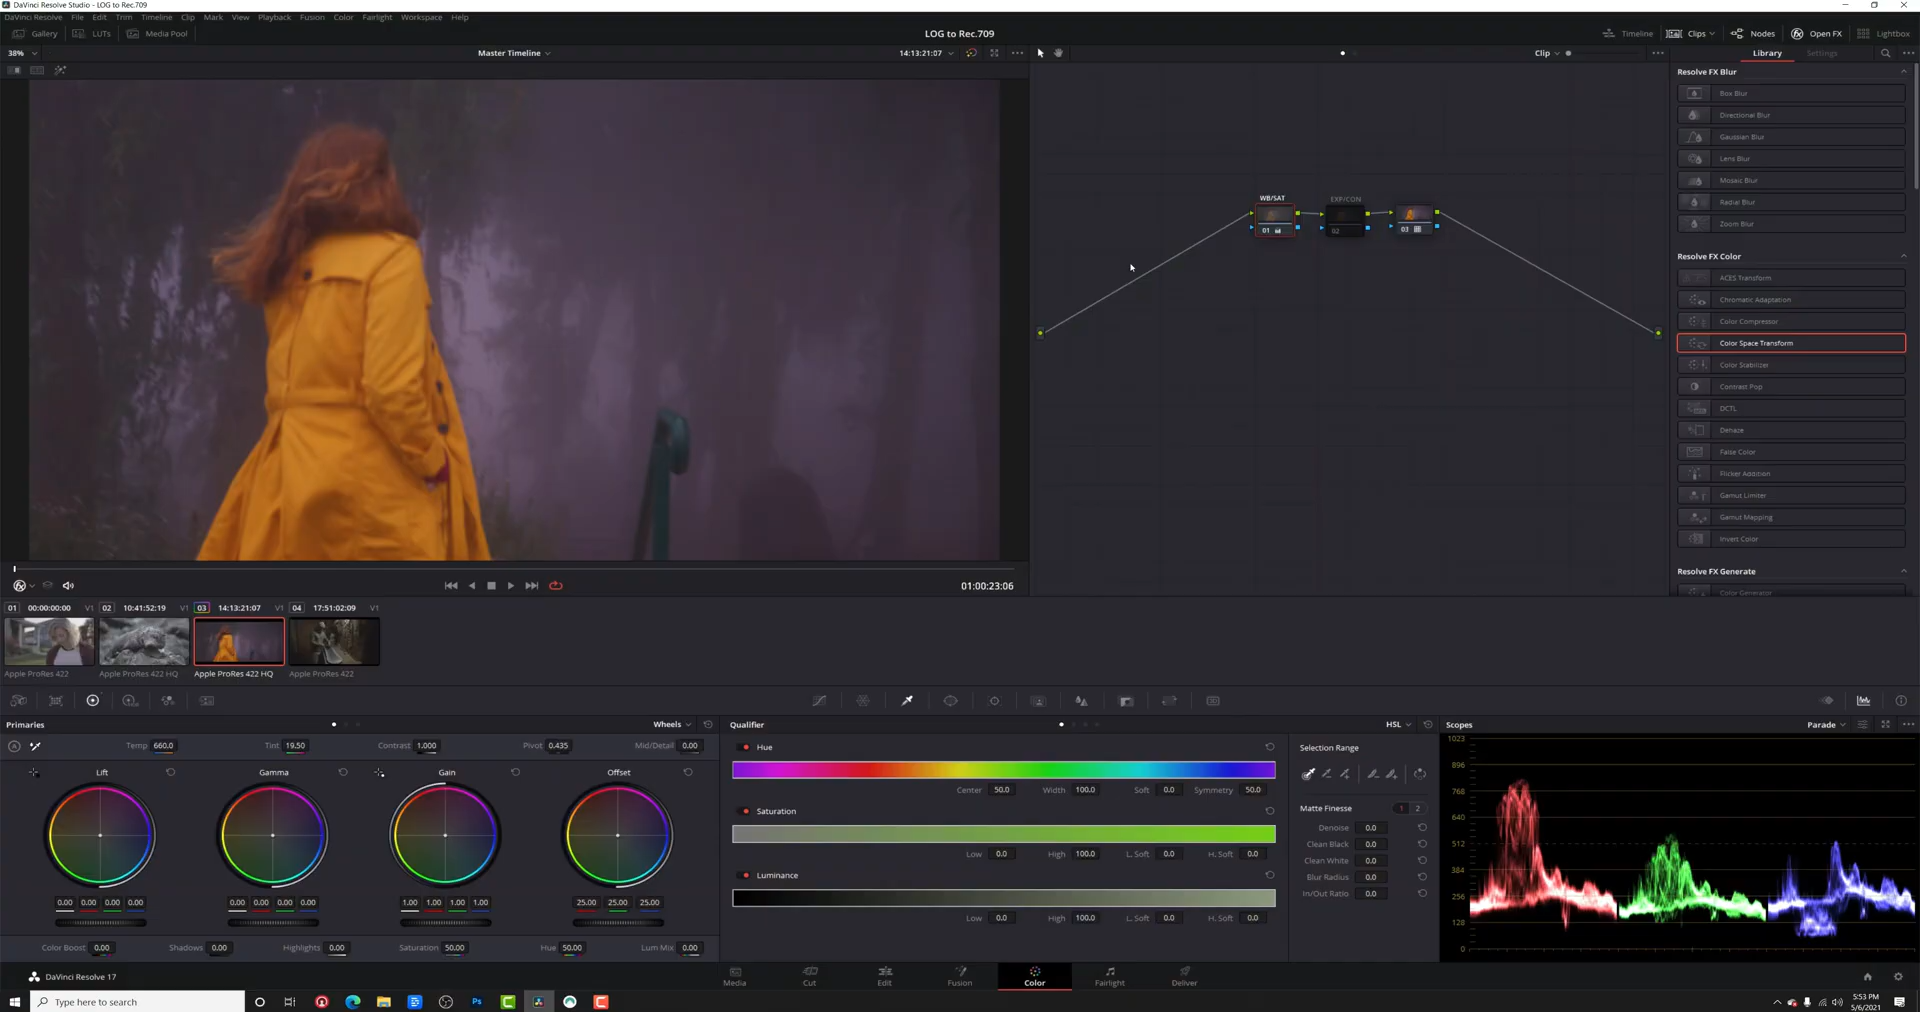 DaVinci Resolve Studio - LOG to Rec.709
DaVinci Resolve File Edit Trim Timeline Clip Mark View Playback Fusion Color Fairlight Workspace Help
Gallery LUTs Media Pool LOG to Rec.709 Timeline Clips Nodes Open FX Lightbox
38% Master Timeline 14:13:21:07 Clip Library Settings
Resolve FX Blur
Box Blur
Directional Blur
Gaussian Blur
Lens Blur
Mosaic Blur
Radial Blur
Zoom Blur
WB/SAT EXP/CON
01 02 03
Resolve FX Color
ACES Transform
Chromatic Adaptation
Color Compressor
Color Space Transform
Color Stabilizer
Contrast Pop
DCTL
Dehaze
False Color
Flicker Addition
Gamut Limiter
Gamut Mapping
Invert Color
Resolve FX Generate
Color Generator
01:00:23:06
01 00:00:00:00 V1 02 10:41:52:19 V1 03 14:13:21:07 V1 04 17:51:02:09 V1
Apple ProRes 422 Apple ProRes 422 HQ Apple ProRes 422 HQ Apple ProRes 422
Primaries Wheels Qualifier HSL Scopes Parade
Temp 660.0 Tint 19.50 Contrast 1.000 Pivot 0.435 Mid/Detail 0.00
Lift Gamma Gain Offset
0.00 0.00 0.00 0.00 0.00 0.00 0.00 0.00 1.00 1.00 1.00 1.00 25.00 25.00 25.00
Color Boost 0.00 Shadows 0.00 Highlights 0.00 Saturation 50.00 Hue 50.00 Lum Mix 0.00
Hue
Center 50.0 Width 100.0 Soft 0.0 Symmetry 50.0
Saturation
Low 0.0 High 100.0 L. Soft 0.0 H. Soft 0.0
Luminance
Low 0.0 High 100.0 L. Soft 0.0 H. Soft 0.0
Selection Range
Matte Finesse 1 2
Denoise 0.0
Clean Black 0.0
Clean White 0.0
Blur Radius 0.0
In/Out Ratio 0.0
1023
896
768
640
512
384
256
128
0
DaVinci Resolve 17 Media Cut Edit Fusion Color Fairlight Deliver
Type here to search Ps 5:53 PM
5/6/2021